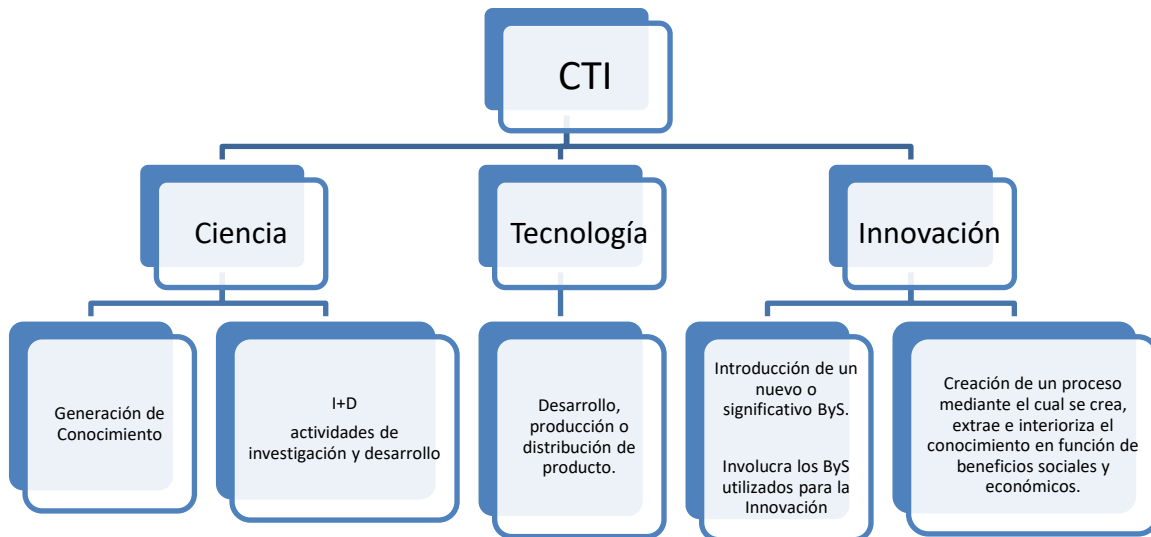 CTI
Ciencia
Tecnología
Innovación
Generación de
Conocimiento
I+D
actividades de
investigación y desarrollo
Desarrollo,
producción o
distribución de
producto.
Introducción de un
nuevo o
significativo ByS.
Involucra los ByS
utilizados para la
Innovación
Creación de un proceso
mediante el cual se crea,
extrae e interioriza el
conocimiento en función de
beneficios sociales y
económicos.